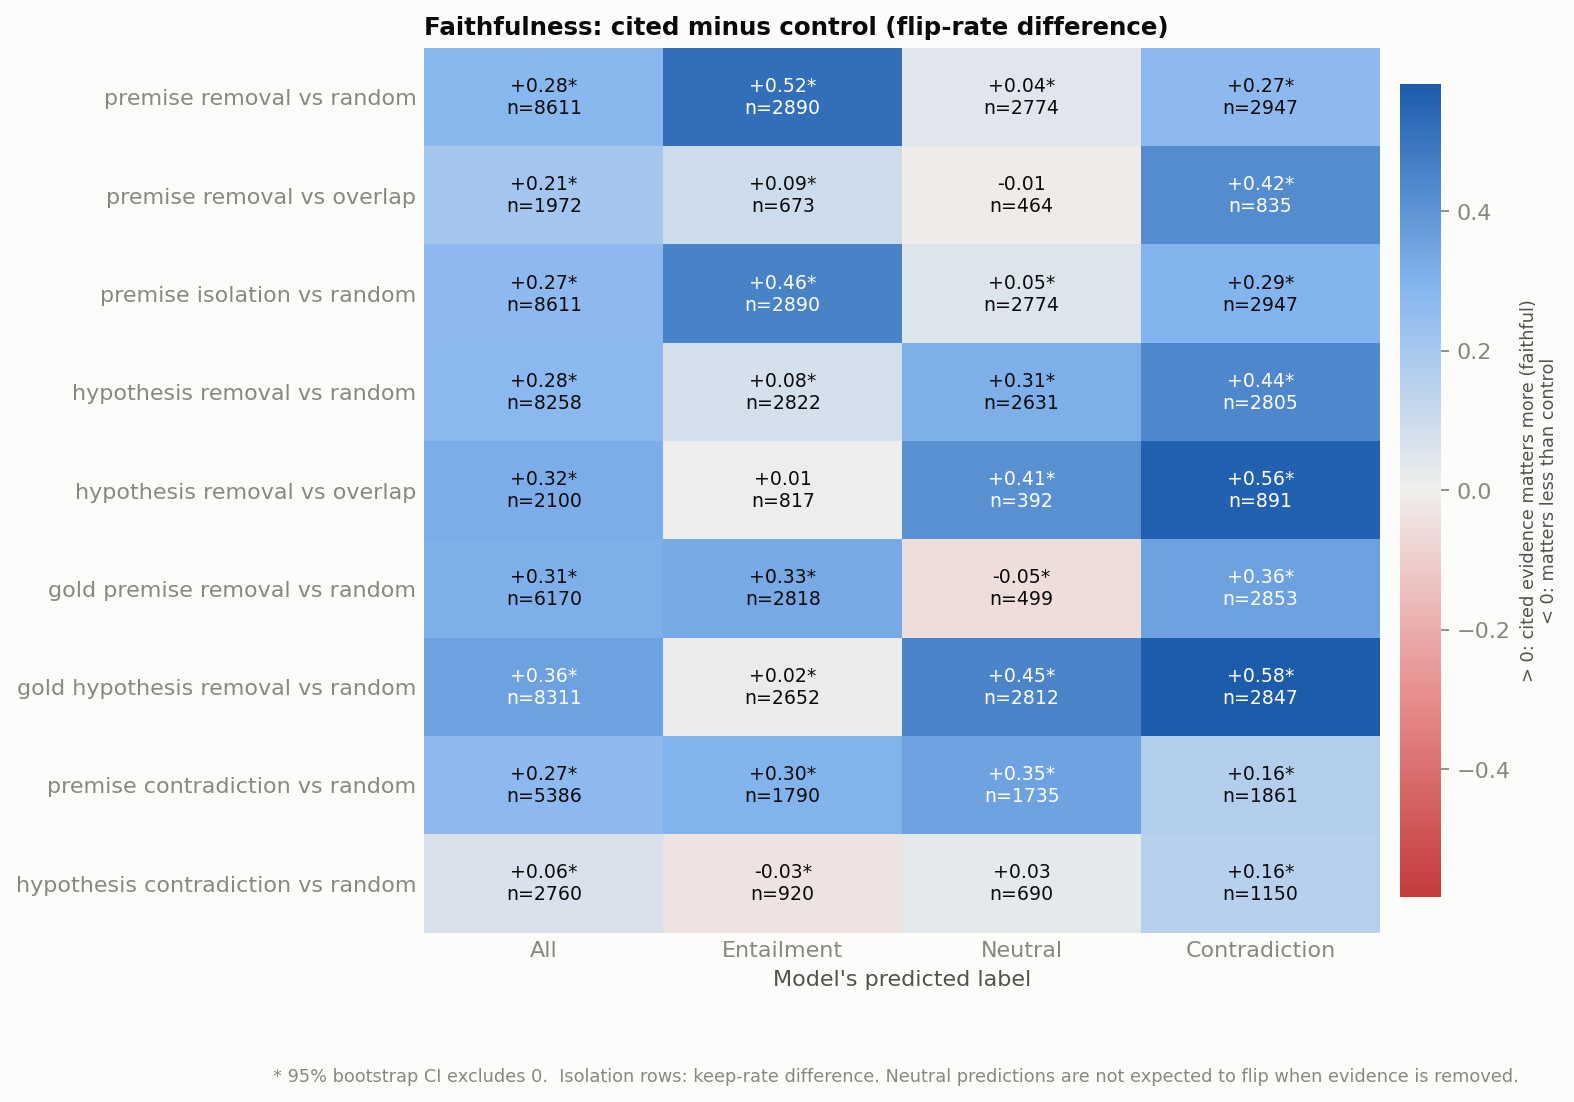 Faithfulness: cited minus control (flip-rate difference)
premise removal vs random
+0.28* +0.52* +0.04* +0.27*
n=8611 n=2890 n=2774 n=2947
premise removal vs overlap
+0.21* +0.09* -0.01 +0.42*
n=1972 n=673 n=464 n=835
premise isolation vs random
+0.27* +0.46* +0.05* +0.29*
n=8611 n=2890 n=2774 n=2947
hypothesis removal vs random
+0.28* +0.08* +0.31* +0.44*
n=8258 n=2822 n=2631 n=2805
hypothesis removal vs overlap
+0.32* +0.01 +0.41* +0.56*
n=2100 n=817 n=392 n=891
gold premise removal vs random
+0.31* +0.33* -0.05* +0.36*
n=6170 n=2818 n=499 n=2853
gold hypothesis removal vs random
+0.36* +0.02* +0.45* +0.58*
n=8311 n=2652 n=2812 n=2847
premise contradiction vs random
+0.27* +0.30* +0.35* +0.16*
n=5386 n=1790 n=1735 n=1861
hypothesis contradiction vs random
+0.06* -0.03* +0.03 +0.16*
n=2760 n=920 n=690 n=1150
All Entailment Neutral Contradiction
Model's predicted label
0.4
0.2
0.0
−0.2
−0.4
> 0: cited evidence matters more (faithful)
< 0: matters less than control
* 95% bootstrap CI excludes 0.  Isolation rows: keep-rate difference. Neutral predictions are not expected to flip when evidence is removed.